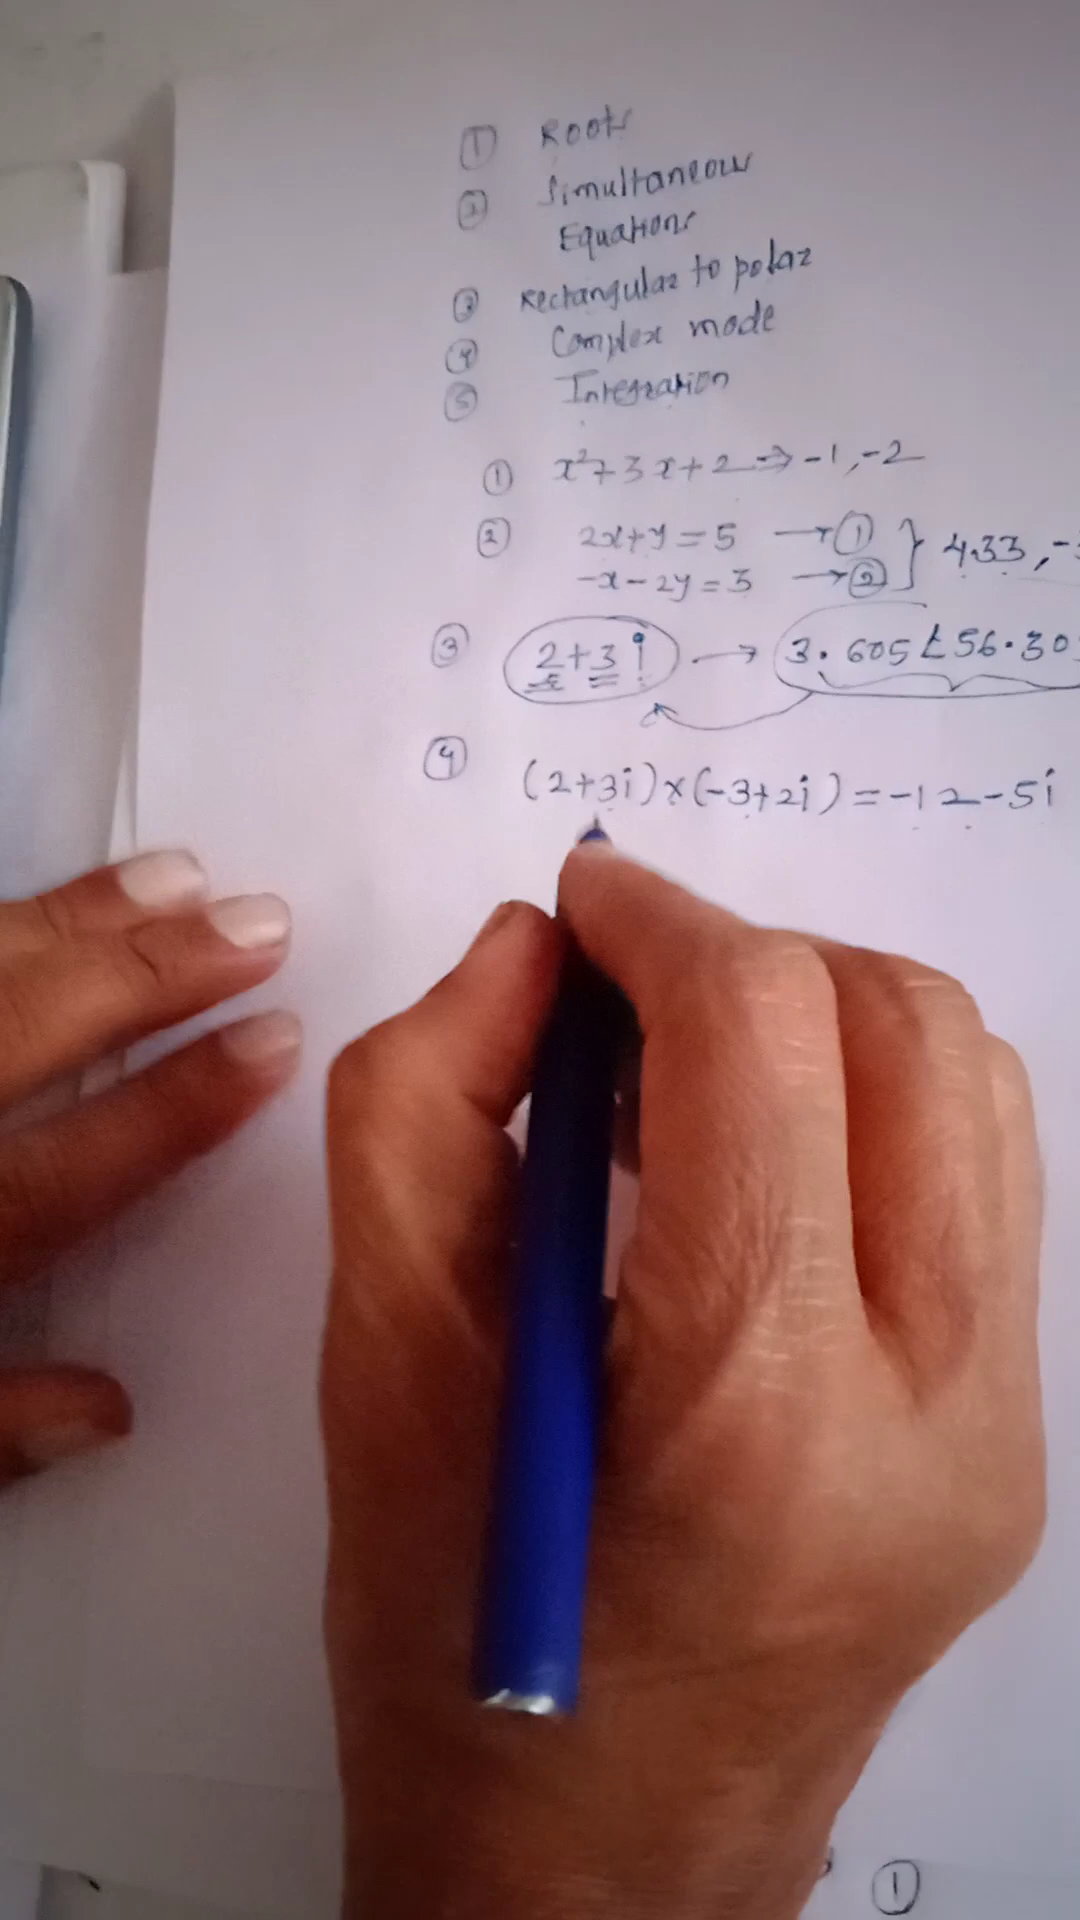 ① Roots
② Simultaneous
Equations
③ Rectangular to polar
④ Complex mode
⑤ Integration
① x²+3x+2 ⇒ -1,-2
② 2x+y=5 → ① } 4.33,-
-x-2y=3 → ②
③ 2+3i → 3.605∠56.30
④ (2+3i)×(-3+2i)=-12-5i
①